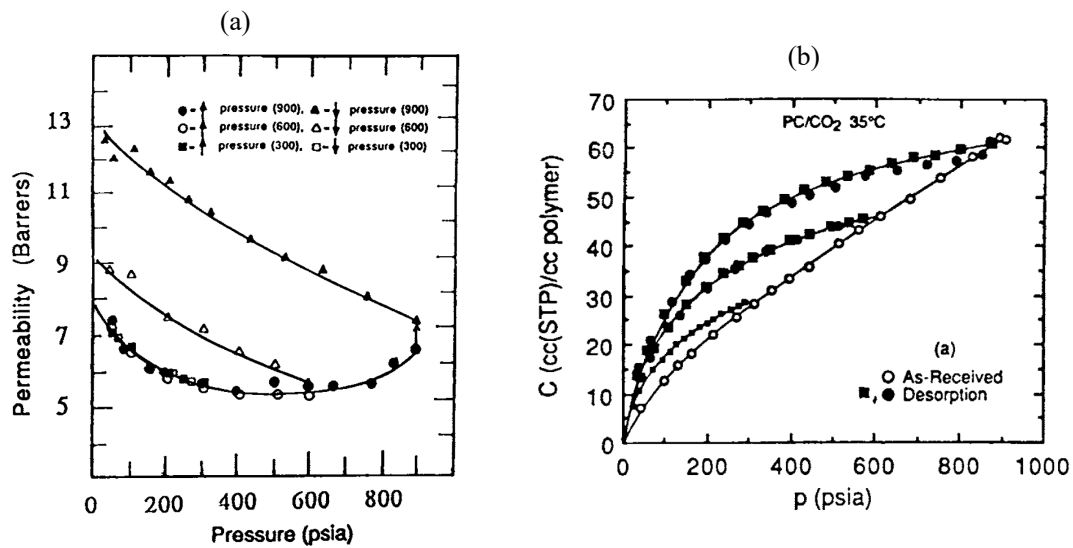 (a)
Permeability (Barrers)
13
11
9
7
5
pressure (900), pressure (900)
pressure (600), pressure (600)
pressure (300), pressure (300)
0 200 400 600 800
Pressure (psia)
(b)
C (cc(STP)/cc polymer)
70
60
50
40
30
20
10
0
PC/CO₂ 35°C
(a)
As-Received
, Desorption
0 200 400 600 800 1000
p (psia)